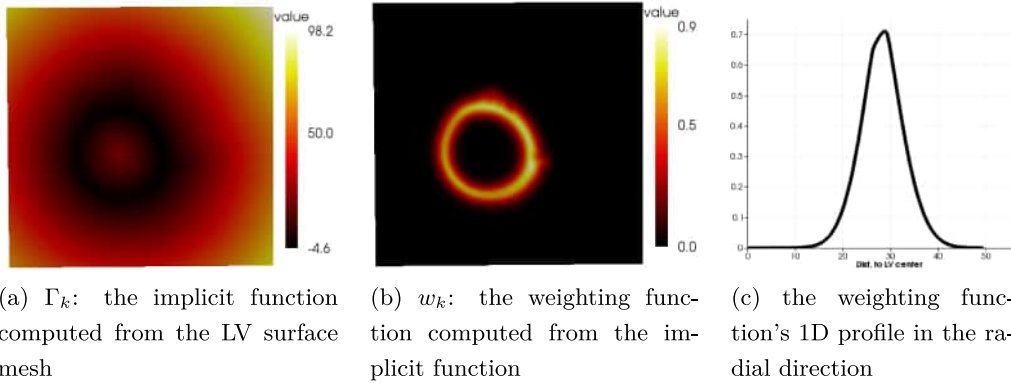 value
98.2
50.0
-4.6
value
0.9
0.5
0.0
0.7
0.6
0.5
0.4
0.3
0.2
0.1
0
0 10 20 30 40 50
Dist. to LV center
(a) Γk: the implicit function
computed from the LV surface
mesh
(b) wk: the weighting func-
tion computed from the im-
plicit function
(c) the weighting func-
tion's 1D profile in the ra-
dial direction